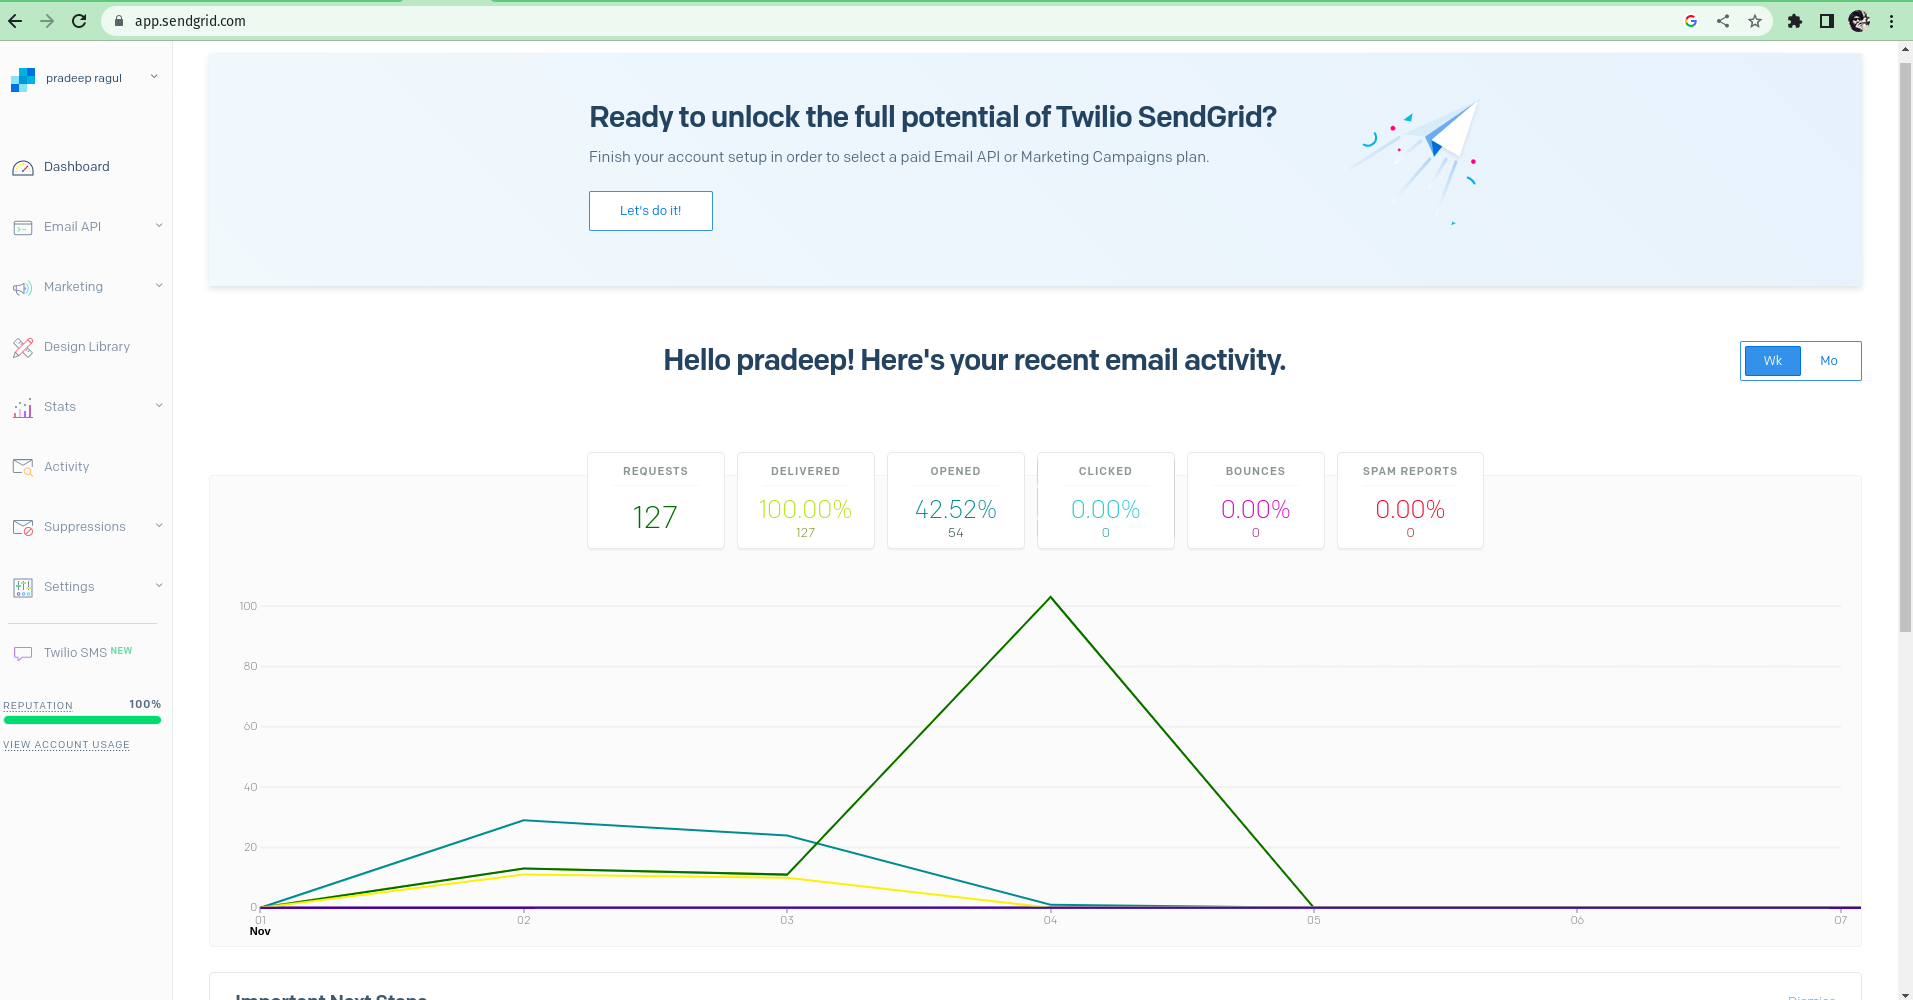 app.sendgrid.com
pradeep ragul
Dashboard
Email API
Marketing
Design Library
Stats
Activity
Suppressions
Settings
Twilio SMS NEW
REPUTATION 100%
VIEW ACCOUNT USAGE
Ready to unlock the full potential of Twilio SendGrid?
Finish your account setup in order to select a paid Email API or Marketing Campaigns plan.
Let's do it!
Hello pradeep! Here's your recent email activity.
Wk Mo
REQUESTS
127
DELIVERED
100.00%
127
OPENED
42.52%
54
CLICKED
0.00%
0
BOUNCES
0.00%
0
SPAM REPORTS
0.00%
0
100
80
60
40
20
0
01 02 03 04 05 06 07
Nov
Important Next Steps
Dismiss